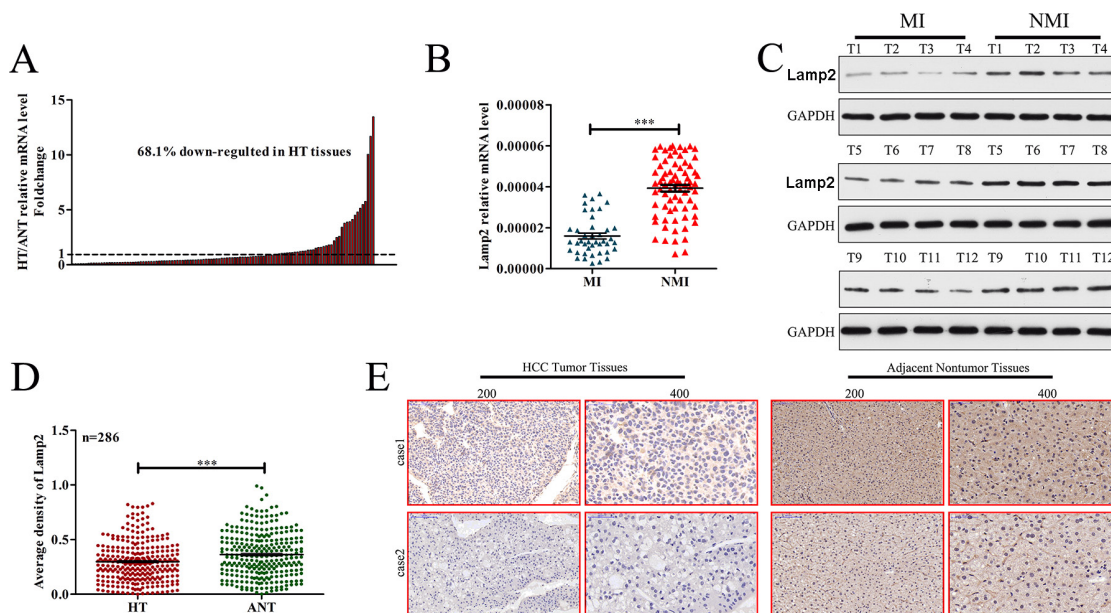 A
HT/ANT relative mRNA level
Foldchange
15
10
5
1
0
68.1% down-regulted in HT tissues
B
Lamp2 relative mRNA level
0.00008
0.00006
0.00004
0.00002
0.00000
***
MI
NMI
C
MI
NMI
T1 T2 T3 T4 T1 T2 T3 T4
Lamp2
GAPDH
T5 T6 T7 T8 T5 T6 T7 T8
Lamp2
GAPDH
T9 T10 T11 T12 T9 T10 T11 T12
GAPDH
D
Average density of Lamp2
1.5
1.0
0.5
0.0
n=286
***
HT
ANT
E
HCC Tumor Tissues
Adjacent Nontumor Tissues
200 400 200 400
case1
case2